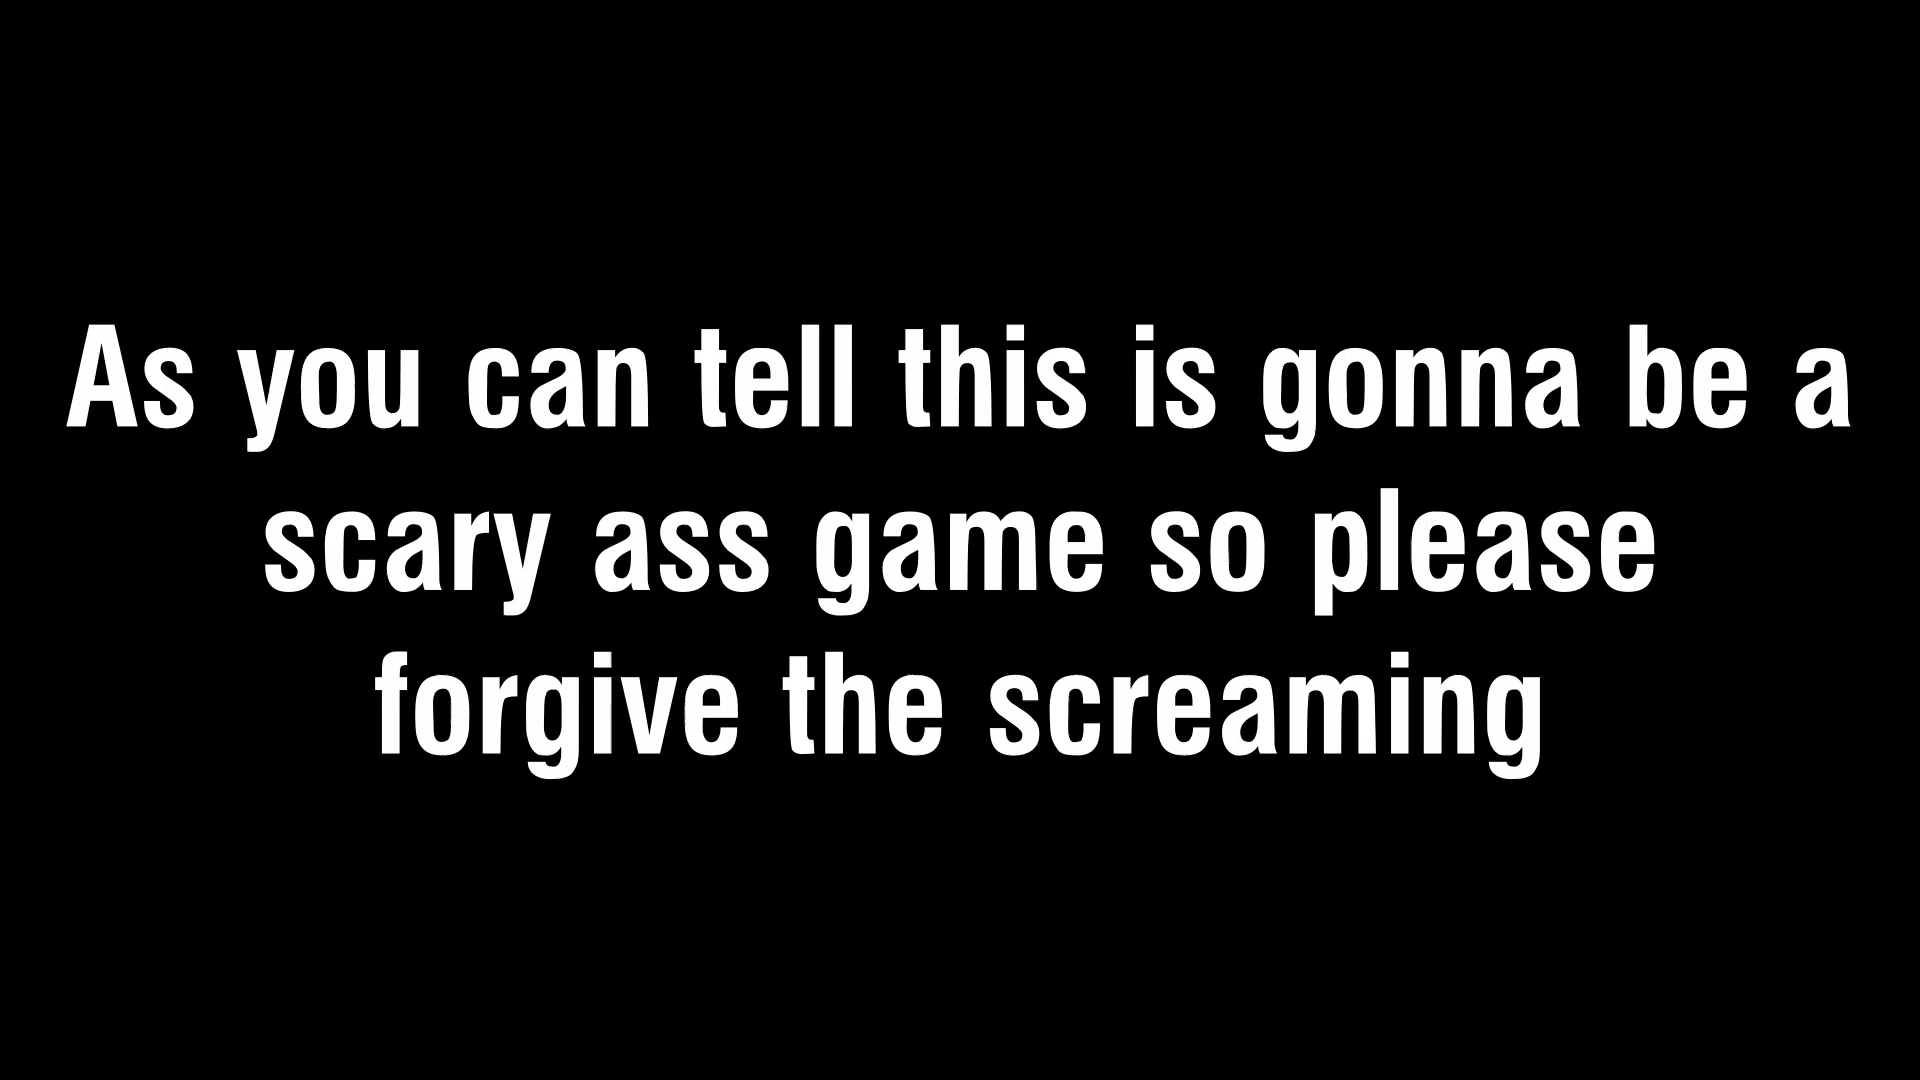 As you can tell this is gonna be a
scary ass game so please
forgive the screaming